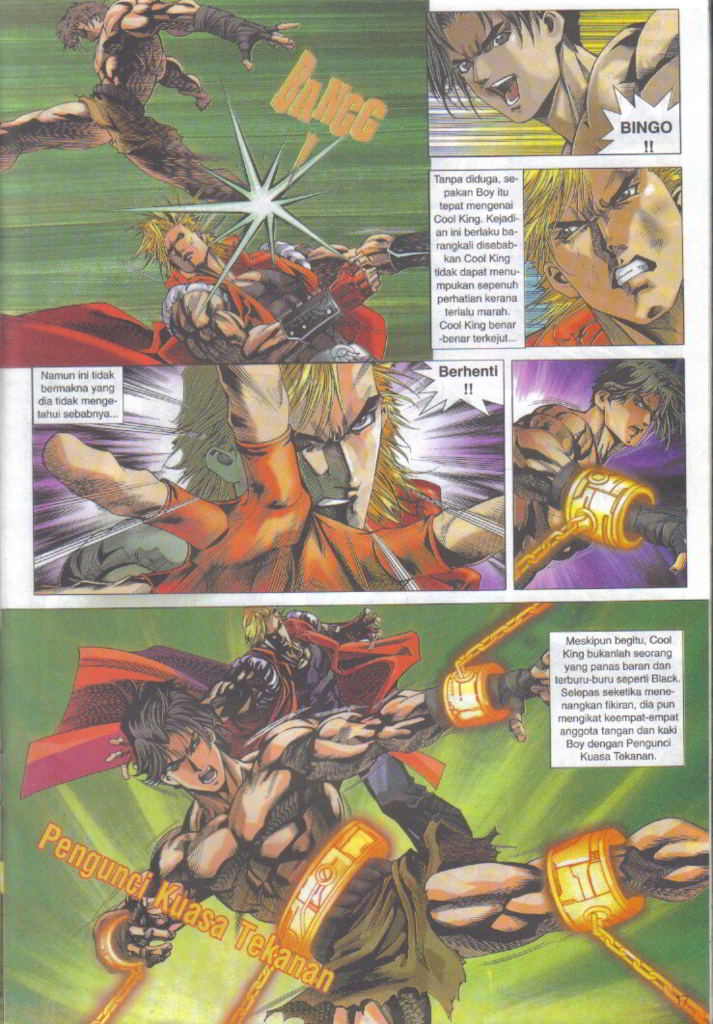 BANGG
!
BINGO
!!
Tanpa diduga, se-
pakan Boy itu
tepat mengenai
Cool King. Kejadi-
an ini berlaku ba-
rangkali disebab-
kan Cool King
tidak dapat menu-
mpukan sepenuh
perhatian kerana
terlalu marah.
Cool King benar
-benar terkejut...
Namun ini tidak
bermakna yang
dia tidak menge-
tahui sebabnya...
Berhenti
!!
Meskipun begitu, Cool
King bukanlah seorang
yang panas baran dan
terburu-buru seperti Black.
Selepas seketika mene-
nangkan fikiran, dia pun
mengikat keempat-empat
anggota tangan dan kaki
Boy dengan Pengunci
Kuasa Tekanan.
Pengunci Kuasa Tekanan
17